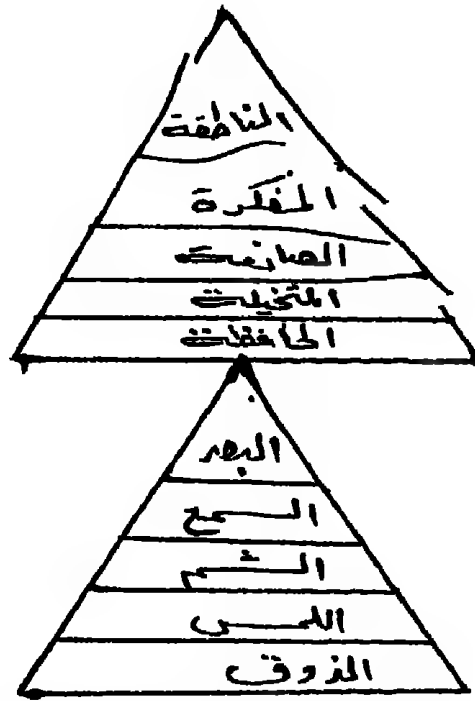 الناطقة
المفكرة
الصانعة
المتخيلة
الحافظة
البصر
السمع
الشم
اللمس
الذوق